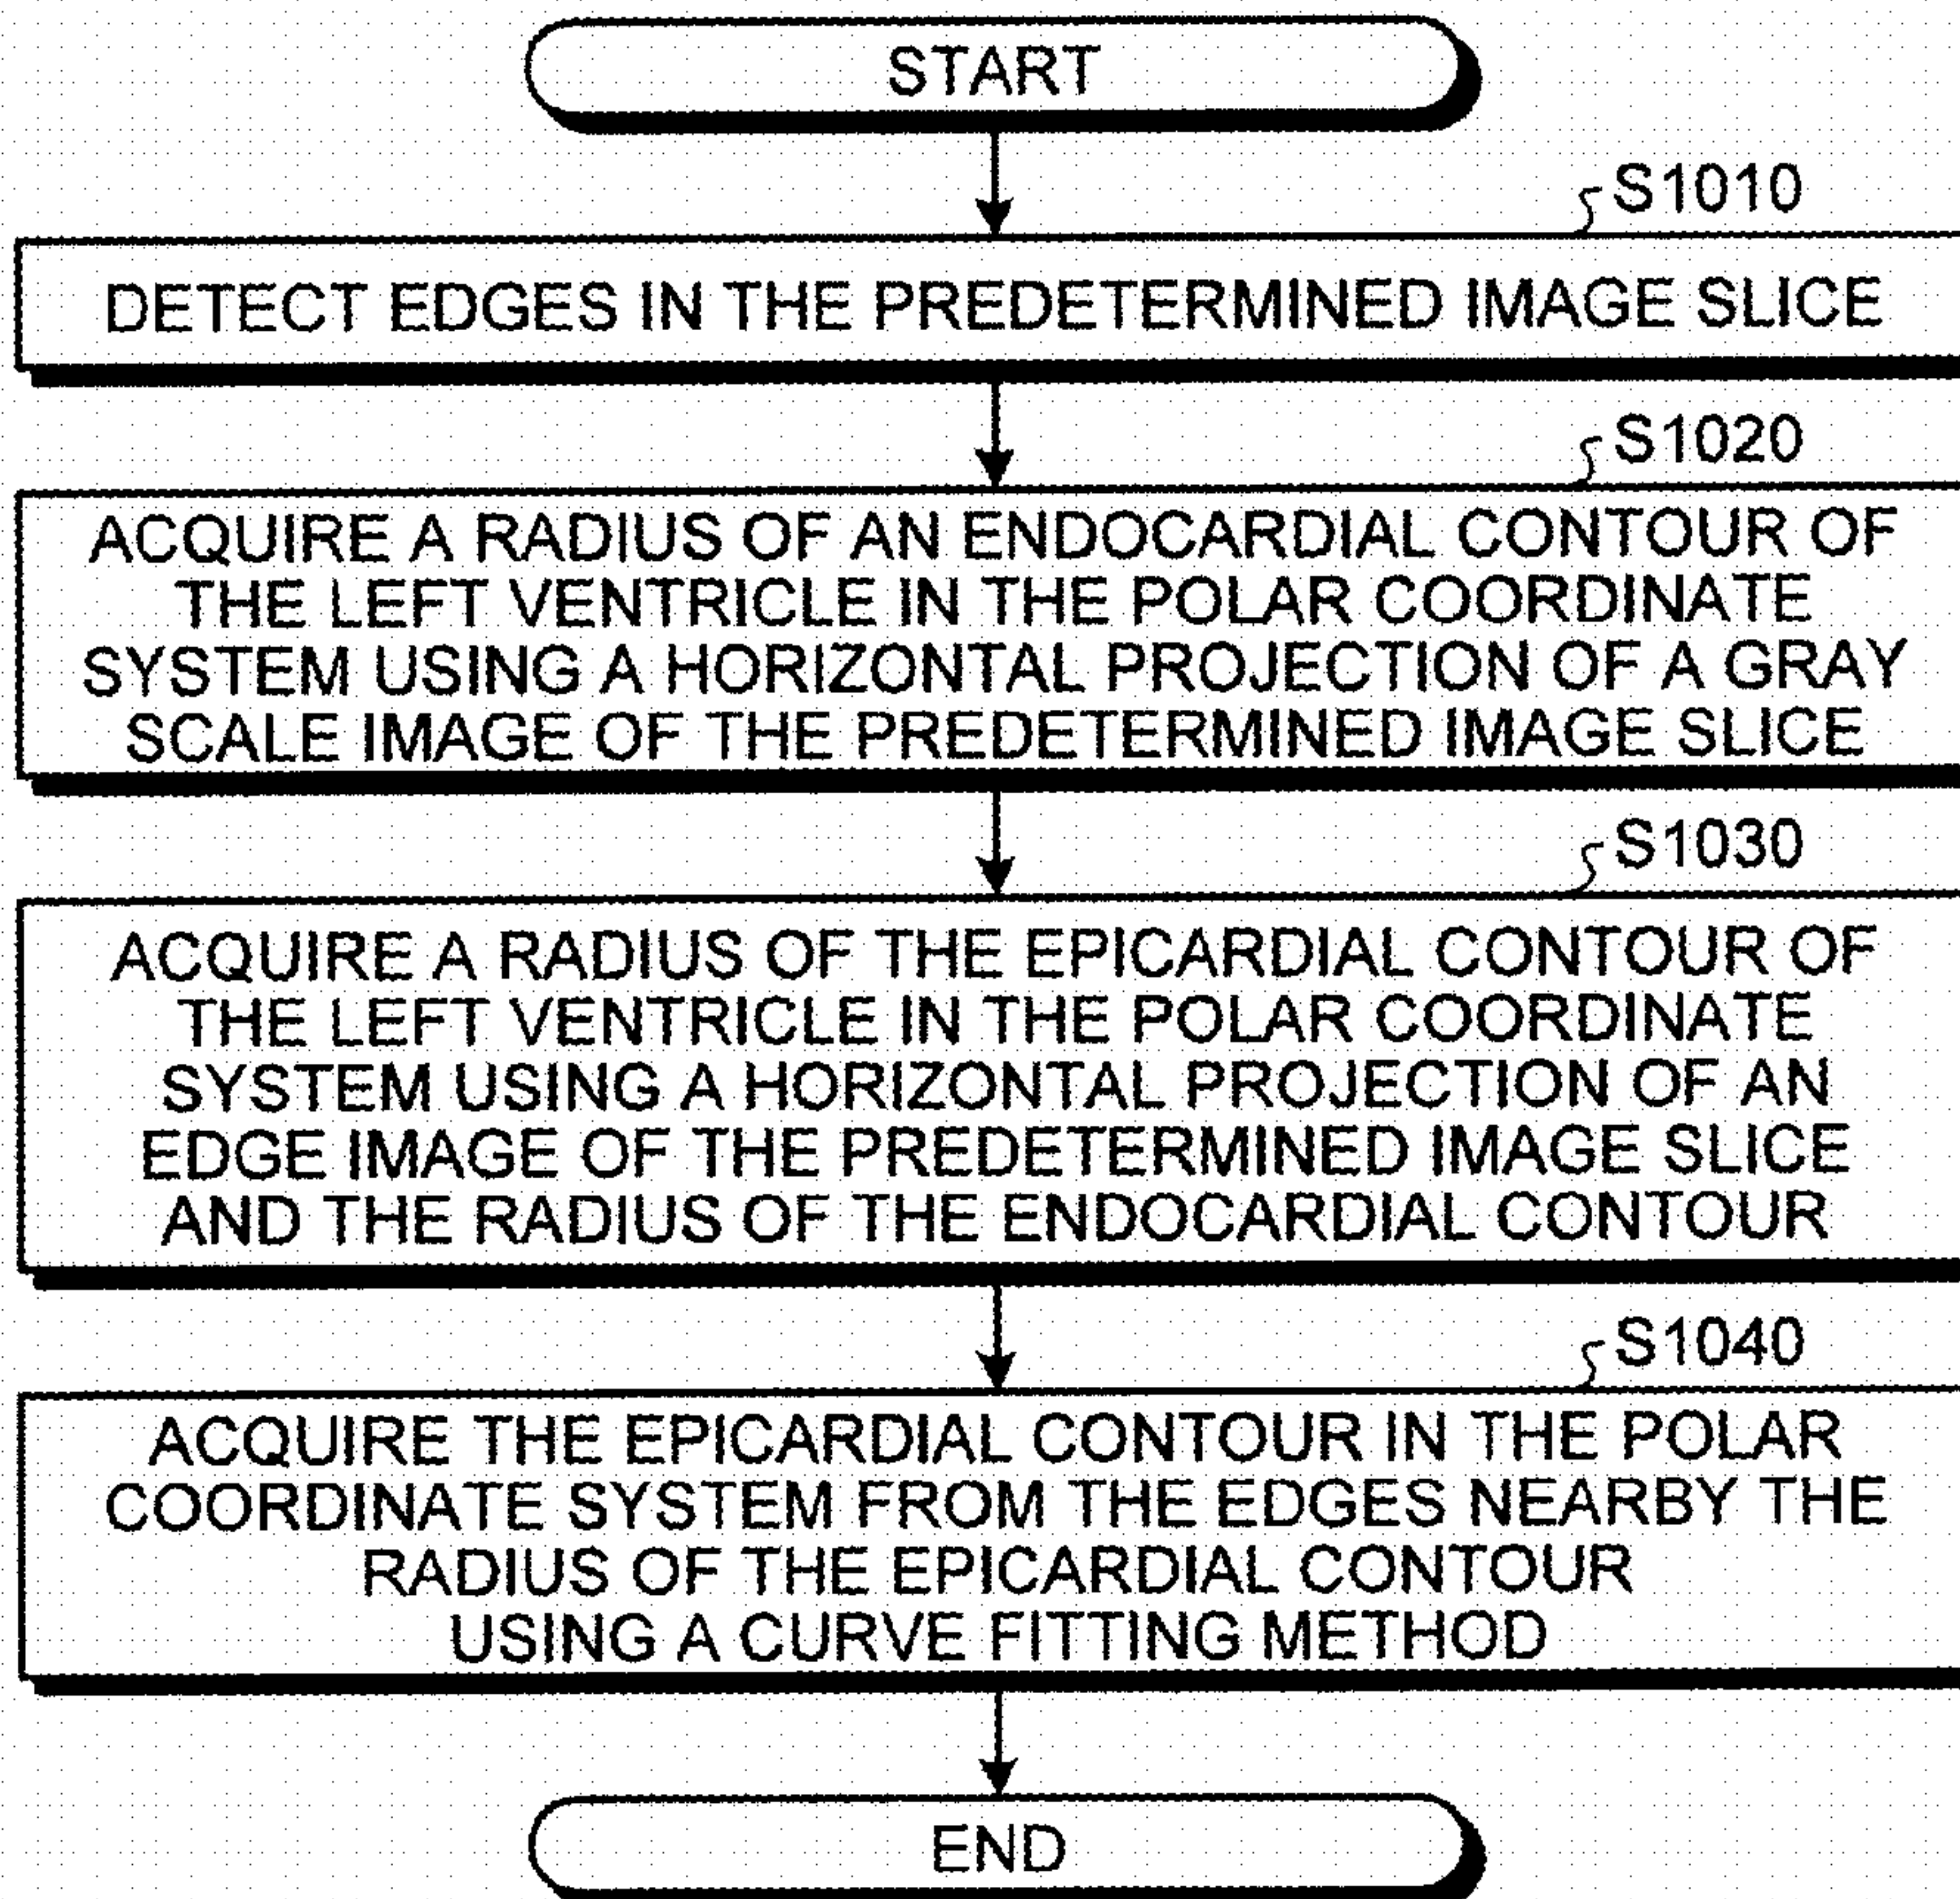 START
S1010
DETECT EDGES IN THE PREDETERMINED IMAGE SLICE
S1020
ACQUIRE A RADIUS OF AN ENDOCARDIAL CONTOUR OF
THE LEFT VENTRICLE IN THE POLAR COORDINATE
SYSTEM USING A HORIZONTAL PROJECTION OF A GRAY
SCALE IMAGE OF THE PREDETERMINED IMAGE SLICE
S1030
ACQUIRE A RADIUS OF THE EPICARDIAL CONTOUR OF
THE LEFT VENTRICLE IN THE POLAR COORDINATE
SYSTEM USING A HORIZONTAL PROJECTION OF AN
EDGE IMAGE OF THE PREDETERMINED IMAGE SLICE
AND THE RADIUS OF THE ENDOCARDIAL CONTOUR
S1040
ACQUIRE THE EPICARDIAL CONTOUR IN THE POLAR
COORDINATE SYSTEM FROM THE EDGES NEARBY THE
RADIUS OF THE EPICARDIAL CONTOUR
USING A CURVE FITTING METHOD
END